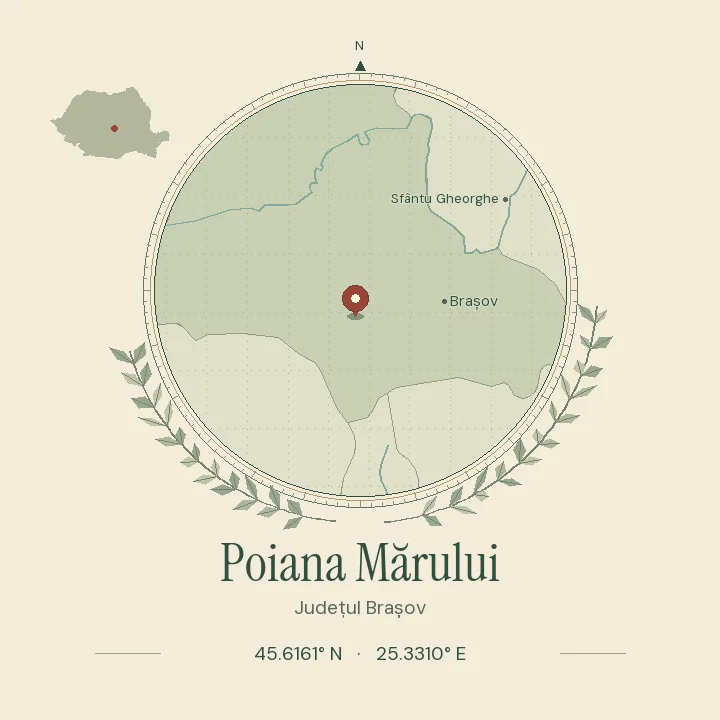 N
Sfântu Gheorghe
Brașov
Poiana Mărului
Județul Brașov
45.6161° N · 25.3310° E